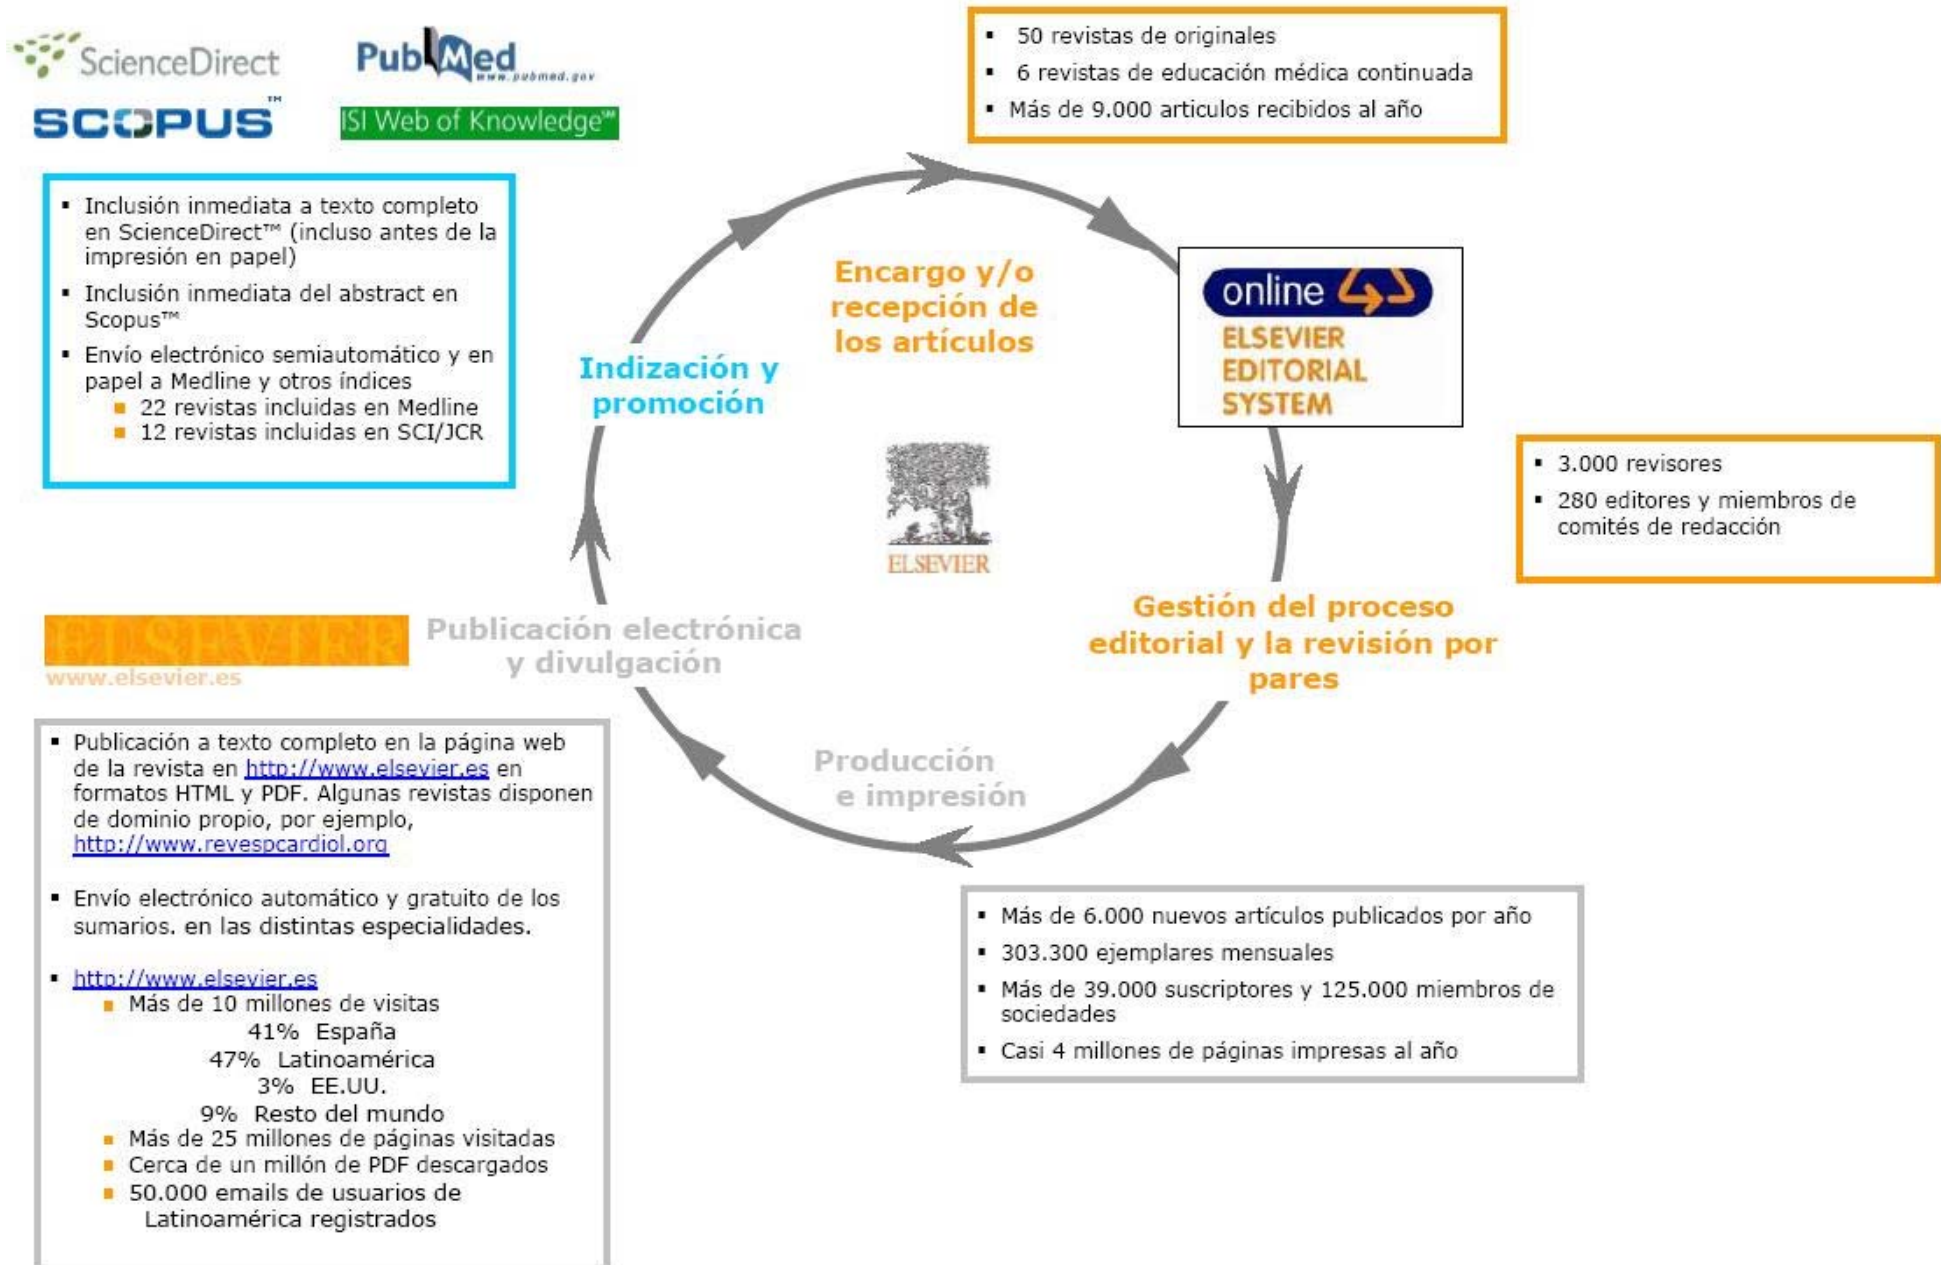 ScienceDirect
PubMed
www.pubmed.gov
SCOPUS™
ISI Web of Knowledge℠
▪ 50 revistas de originales
▪ 6 revistas de educación médica continuada
▪ Más de 9.000 articulos recibidos al año
▪ Inclusión inmediata a texto completo
en ScienceDirect™ (incluso antes de la
impresión en papel)
▪ Inclusión inmediata del abstract en
Scopus™
▪ Envío electrónico semiautomático y en
papel a Medline y otros índices
▪ 22 revistas incluidas en Medline
▪ 12 revistas incluidas en SCI/JCR
Encargo y/o
recepción de
los artículos
online
ELSEVIER
EDITORIAL
SYSTEM
Indización y
promoción
ELSEVIER
▪ 3.000 revisores
▪ 280 editores y miembros de
comités de redacción
Gestión del proceso
editorial y la revisión por
pares
ELSEVIER
www.elsevier.es
Publicación electrónica
y divulgación
Producción
e impresión
▪ Publicación a texto completo en la página web
de la revista en http://www.elsevier.es en
formatos HTML y PDF. Algunas revistas disponen
de dominio propio, por ejemplo,
http://www.revespcardiol.org
▪ Envío electrónico automático y gratuito de los
sumarios. en las distintas especialidades.
▪ http://www.elsevier.es
▪ Más de 10 millones de visitas
41% España
47% Latinoamérica
3% EE.UU.
9% Resto del mundo
▪ Más de 25 millones de páginas visitadas
▪ Cerca de un millón de PDF descargados
▪ 50.000 emails de usuarios de
Latinoamérica registrados
▪ Más de 6.000 nuevos artículos publicados por año
▪ 303.300 ejemplares mensuales
▪ Más de 39.000 suscriptores y 125.000 miembros de
sociedades
▪ Casi 4 millones de páginas impresas al año